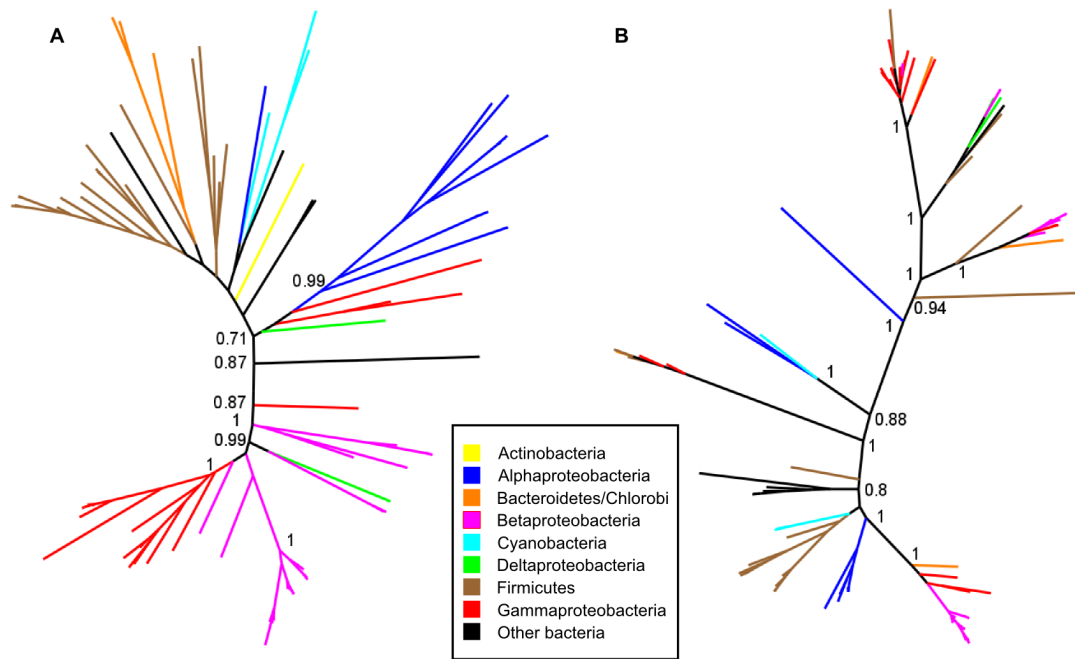 A
B
0.99
0.71
0.87
0.87
1
0.99
1
1
1
1
1
1
0.94
1
1
0.88
1
0.8
1
1
Actinobacteria
Alphaproteobacteria
Bacteroidetes/Chlorobi
Betaproteobacteria
Cyanobacteria
Deltaproteobacteria
Firmicutes
Gammaproteobacteria
Other bacteria